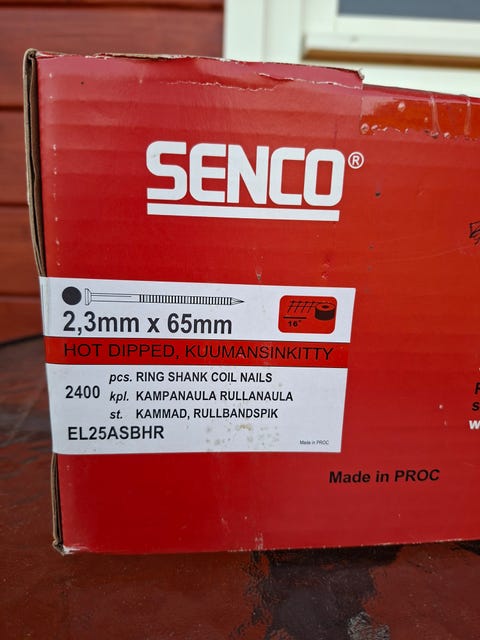 SENCO®
2,3mm x 65mm
16°
HOT DIPPED, KUUMANSINKITTY
2400
pcs. RING SHANK COIL NAILS
kpl. KAMPANAULA RULLANAULA
st. KAMMAD, RULLBANDSPIK
EL25ASBHR
Made in PROC
Made in PROC